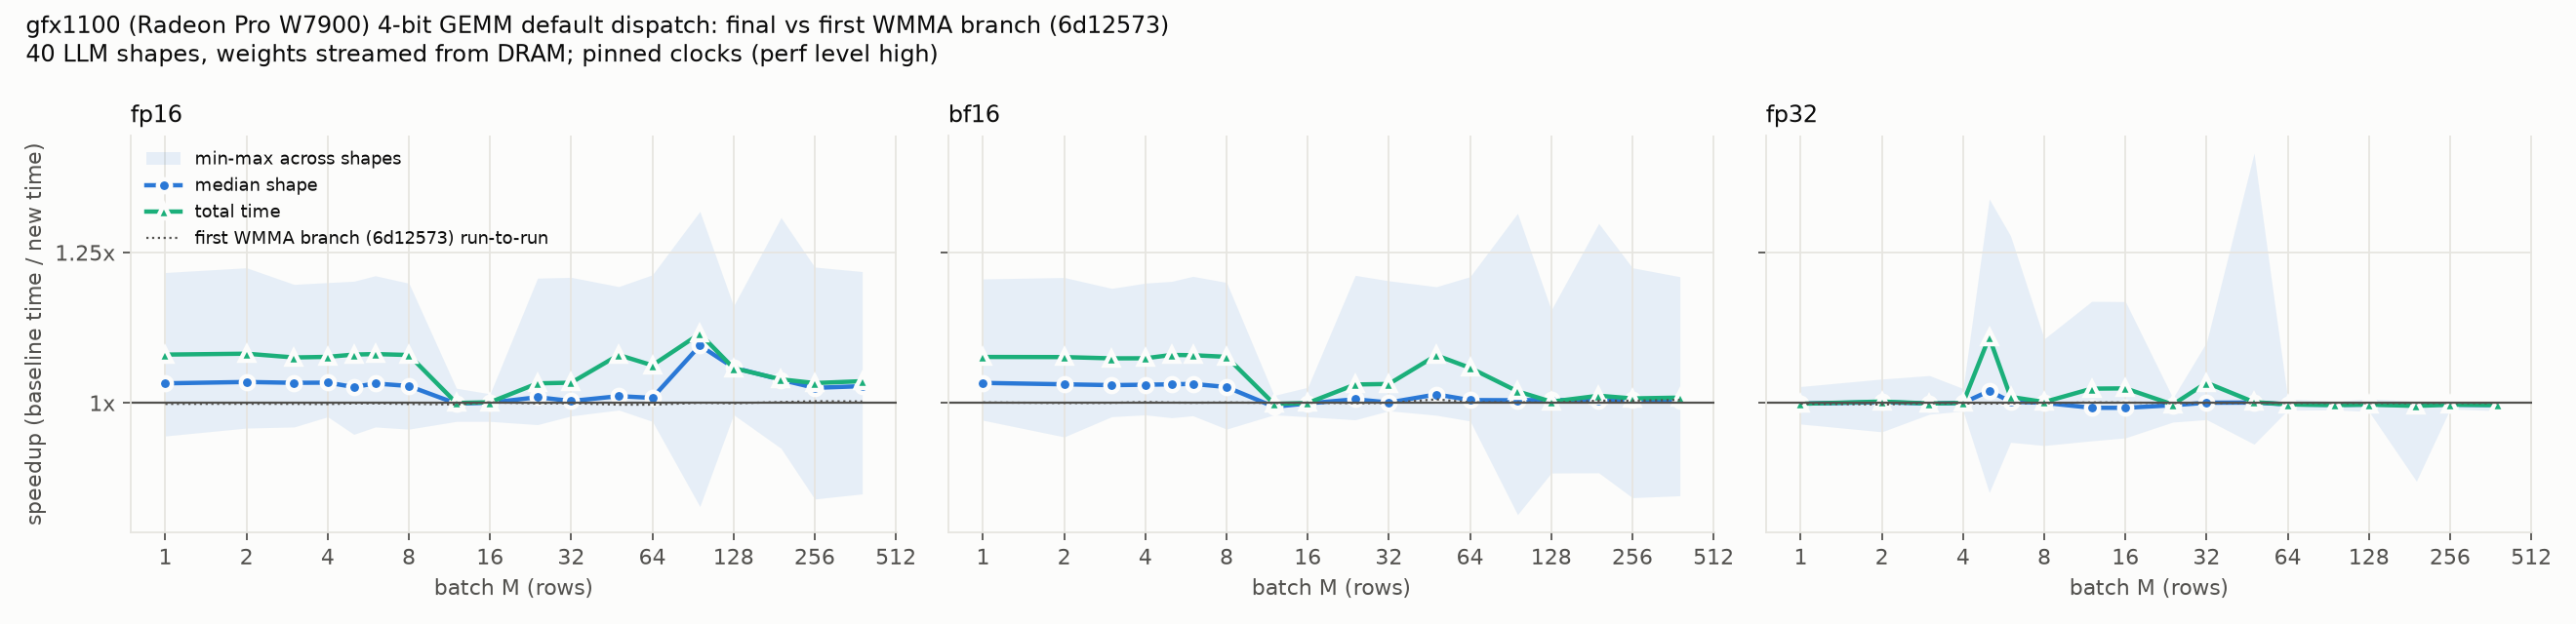 gfx1100 (Radeon Pro W7900) 4-bit GEMM default dispatch: final vs first WMMA branch (6d12573)
40 LLM shapes, weights streamed from DRAM; pinned clocks (perf level high)
fp16
bf16
fp32
speedup (baseline time / new time)
min-max across shapes
median shape
total time
first WMMA branch (6d12573) run-to-run
1.25x
1x
1 2 4 8 16 32 64 128 256 512
1 2 4 8 16 32 64 128 256 512
1 2 4 8 16 32 64 128 256 512
batch M (rows)
batch M (rows)
batch M (rows)